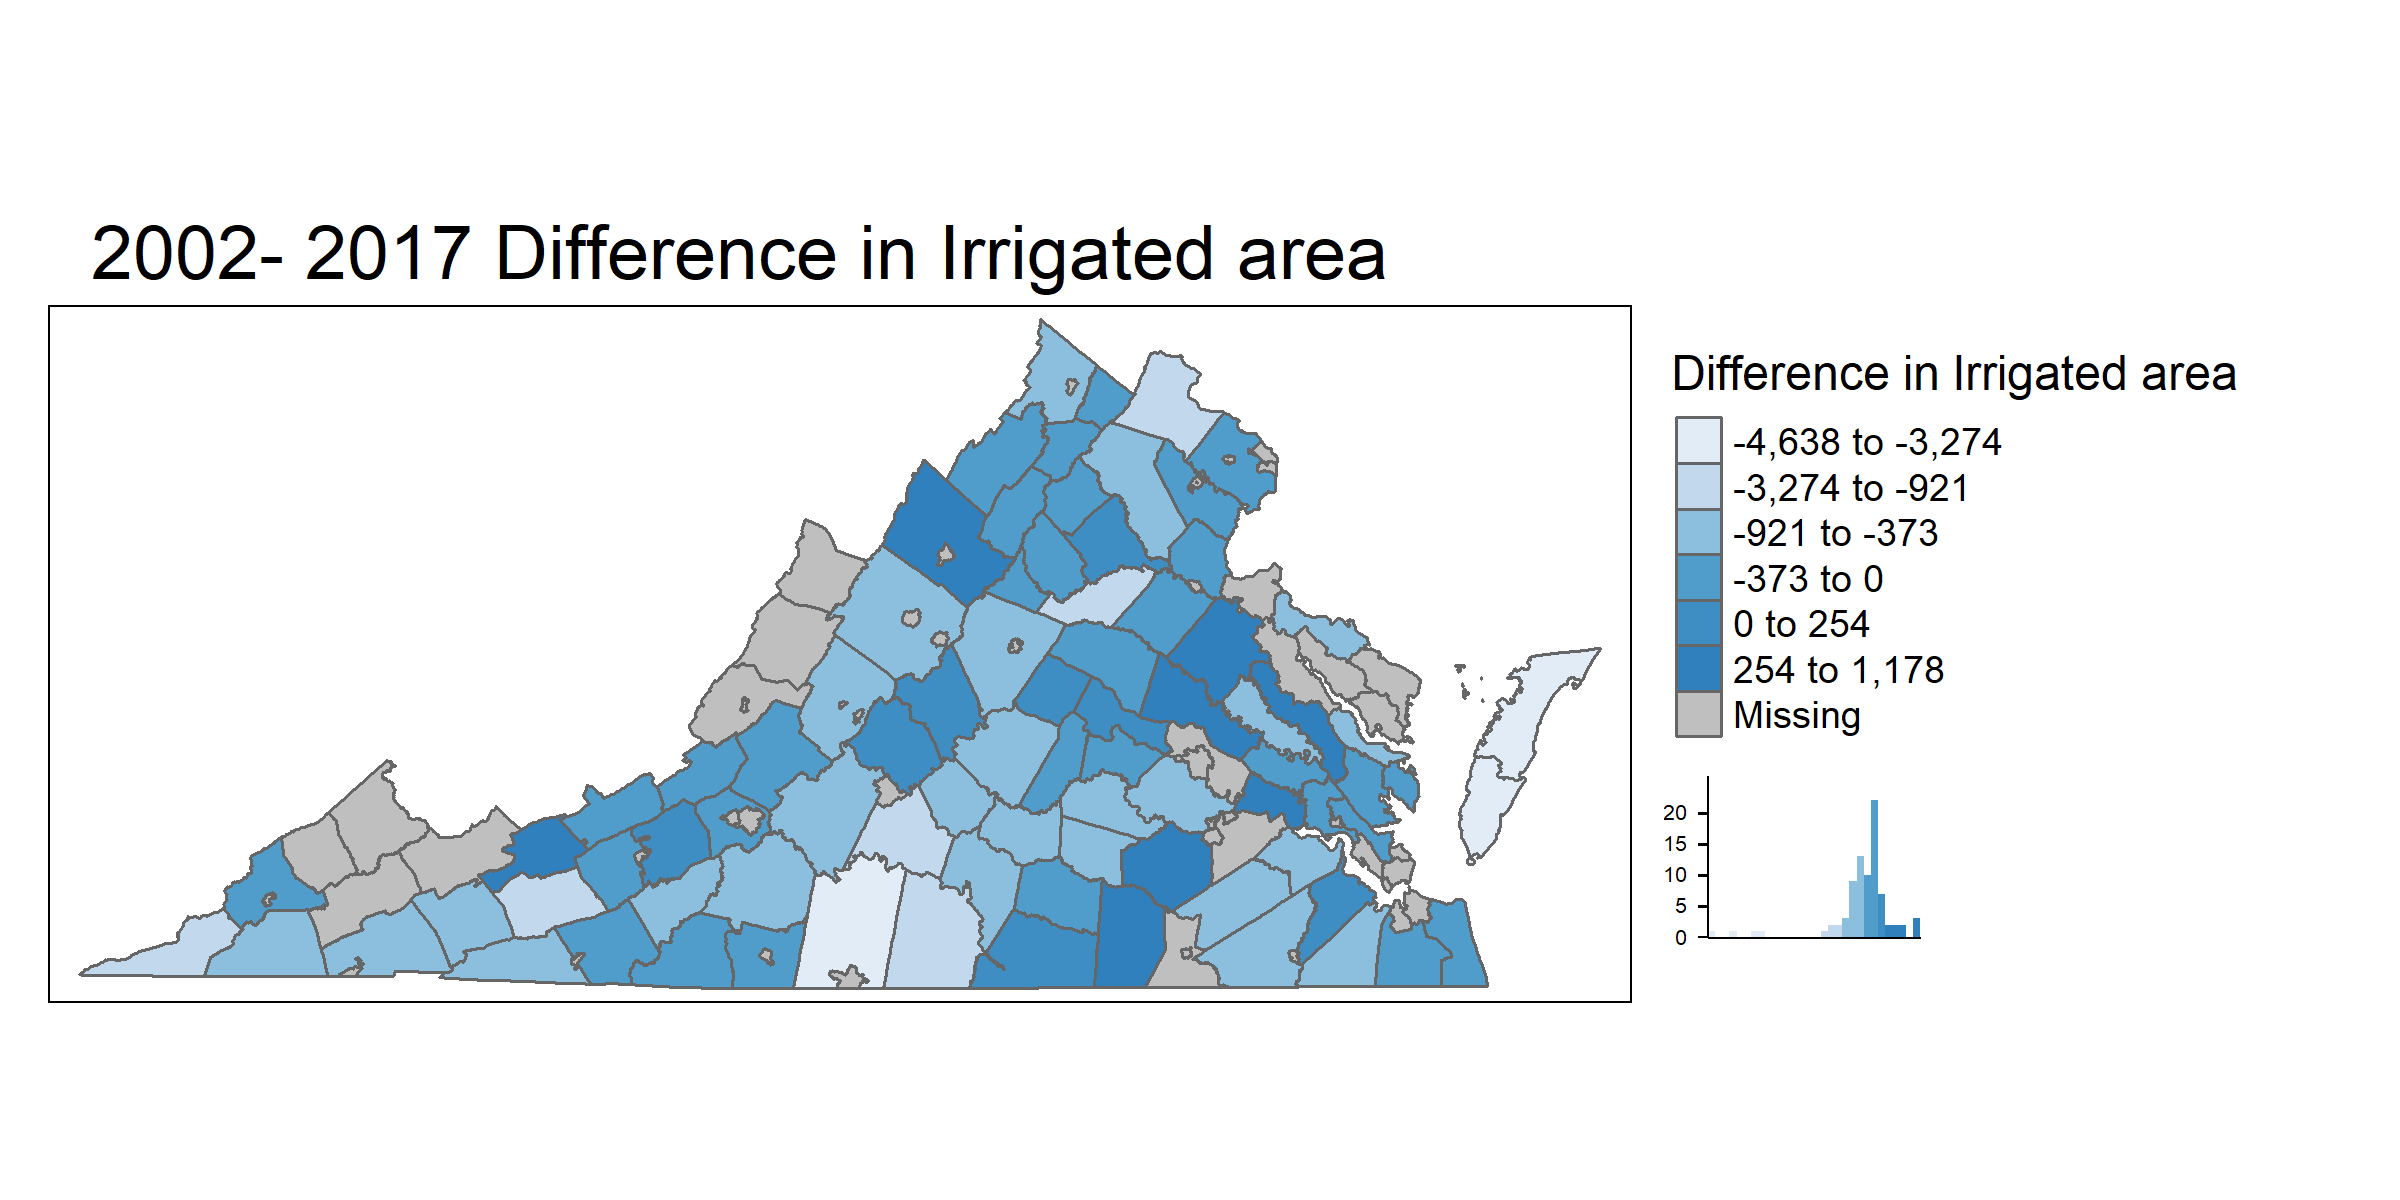 2002- 2017 Difference in Irrigated area
Difference in Irrigated area
-4,638 to -3,274
-3,274 to -921
-921 to -373
-373 to 0
0 to 254
254 to 1,178
Missing
20
15
10
5
0